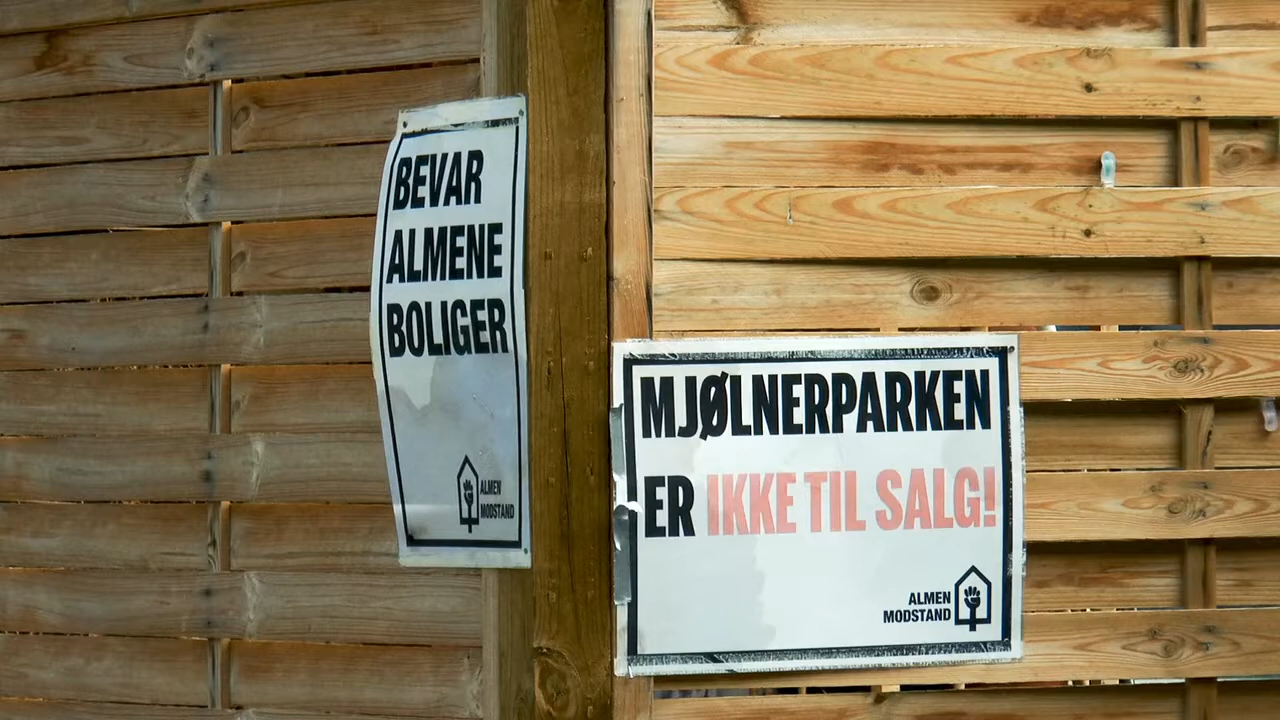 BEVAR
ALMENE
BOLIGER
ALMEN
MODSTAND
MJØLNERPARKEN
ER IKKE TIL SALG!
ALMEN
MODSTAND